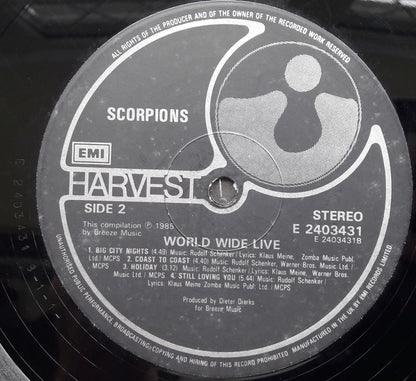 ALL RIGHTS OF THE PRODUCER AND OF THE OWNER OF THE RECORDED WORK RESERVED
SCORPIONS
EMI
HARVEST
SIDE 2
STEREO
E 2403431
E 2403431B
This compilation ℗ 1985
by Breeze Music
WORLD WIDE LIVE
1. BIG CITY NIGHTS (4.49) Music: Rudolf Schenker/Lyrics: Klaus Meine, Zomba Music Publ.
Ltd./ MCPS 2. COAST TO COAST (4.40) Music: Rudolf Schenker, Warner Bros. Music Ltd./
MCPS 3. HOLIDAY (3.12) Music: Rudolf Schenker/Lyrics: Klaus Meine, Warner Bros.
Music Ltd./ MCPS 4. STILL LOVING YOU (5.44) Music: Rudolf Schenker/
Lyrics: Klaus Meine Zomba Music Publ. Ltd./ MCPS
Produced by Dieter Dierks
for Breeze Music
UNAUTHORISED PUBLIC PERFORMANCE BROADCASTING/COPYING AND HIRING OF THIS RECORD PROHIBITED MANUFACTURED IN THE UK BY EMI RECORDS LIMITED